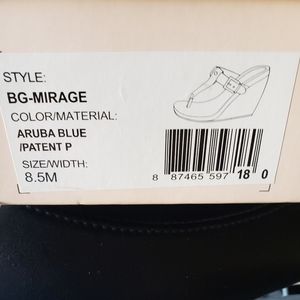 STYLE:
BG-MIRAGE
COLOR/MATERIAL:
ARUBA BLUE
/PATENT P
SIZE/WIDTH:
8.5M
8 87465 597 18 0